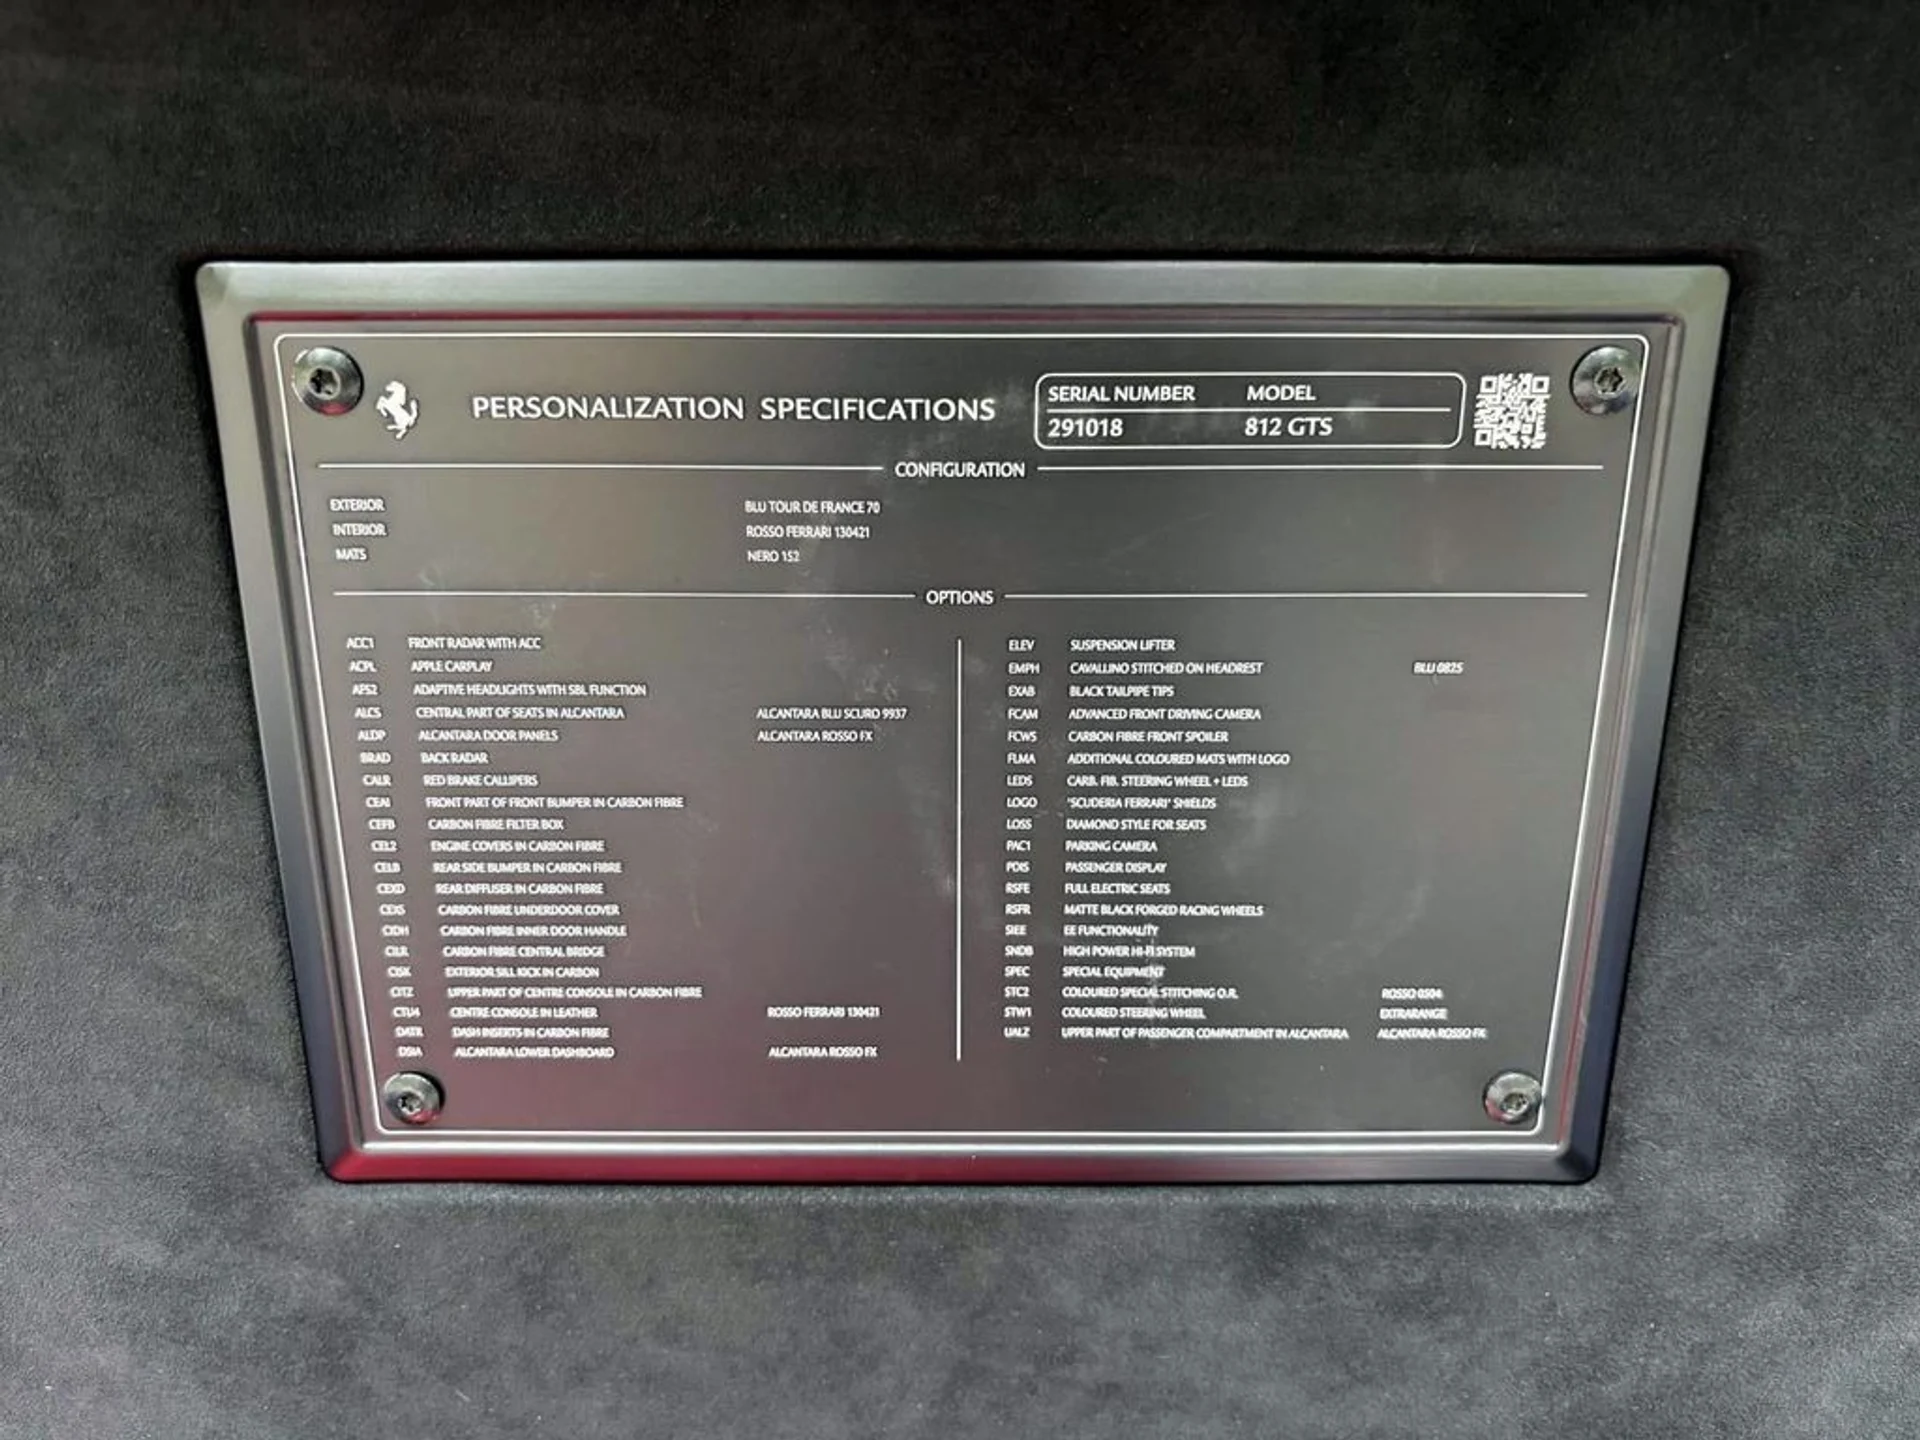 PERSONALIZATION SPECIFICATIONS
SERIAL NUMBER MODEL
291018 812 GTS
CONFIGURATION
EXTERIOR BLU TOUR DE FRANCE 70
INTERIOR ROSSO FERRARI 130421
MATS NERO 152
OPTIONS
ACC1 FRONT RADAR WITH ACC
ACPL APPLE CARPLAY
AFS2 ADAPTIVE HEADLIGHTS WITH SBL FUNCTION
ALCS CENTRAL PART OF SEATS IN ALCANTARA ALCANTARA BLU SCURO 9937
ALDP ALCANTARA DOOR PANELS ALCANTARA ROSSO FX
BRAD BACK RADAR
CALR RED BRAKE CALLIPERS
CEA1 FRONT PART OF FRONT BUMPER IN CARBON FIBRE
CEFB CARBON FIBRE FILTER BOX
CEL2 ENGINE COVERS IN CARBON FIBRE
CELB REAR SIDE BUMPER IN CARBON FIBRE
CEXD REAR DIFFUSER IN CARBON FIBRE
CEXS CARBON FIBRE UNDERDOOR COVER
CIDH CARBON FIBRE INNER DOOR HANDLE
CILR CARBON FIBRE CENTRAL BRIDGE
CISK EXTERIOR SILL KICK IN CARBON
CITZ UPPER PART OF CENTRE CONSOLE IN CARBON FIBRE
CTU4 CENTRE CONSOLE IN LEATHER ROSSO FERRARI 130421
DATR DASH INSERTS IN CARBON FIBRE
DSIA ALCANTARA LOWER DASHBOARD ALCANTARA ROSSO FX
ELEV SUSPENSION LIFTER
EMPH CAVALLINO STITCHED ON HEADREST BLU 0825
EXAB BLACK TAILPIPE TIPS
FCAM ADVANCED FRONT DRIVING CAMERA
FCWS CARBON FIBRE FRONT SPOILER
FLMA ADDITIONAL COLOURED MATS WITH LOGO
LEDS CARB. FIB. STEERING WHEEL + LEDS
LOGO "SCUDERIA FERRARI" SHIELDS
LOSS DIAMOND STYLE FOR SEATS
PAC1 PARKING CAMERA
PDIS PASSENGER DISPLAY
RSFE FULL ELECTRIC SEATS
RSFR MATTE BLACK FORGED RACING WHEELS
SIEE EE FUNCTIONALITY
SNDB HIGH POWER HI-FI SYSTEM
SPEC SPECIAL EQUIPMENT
STC2 COLOURED SPECIAL STITCHING O.R. ROSSO 0504
STW1 COLOURED STEERING WHEEL EXTRARANGE
UALZ UPPER PART OF PASSENGER COMPARTMENT IN ALCANTARA ALCANTARA ROSSO FX